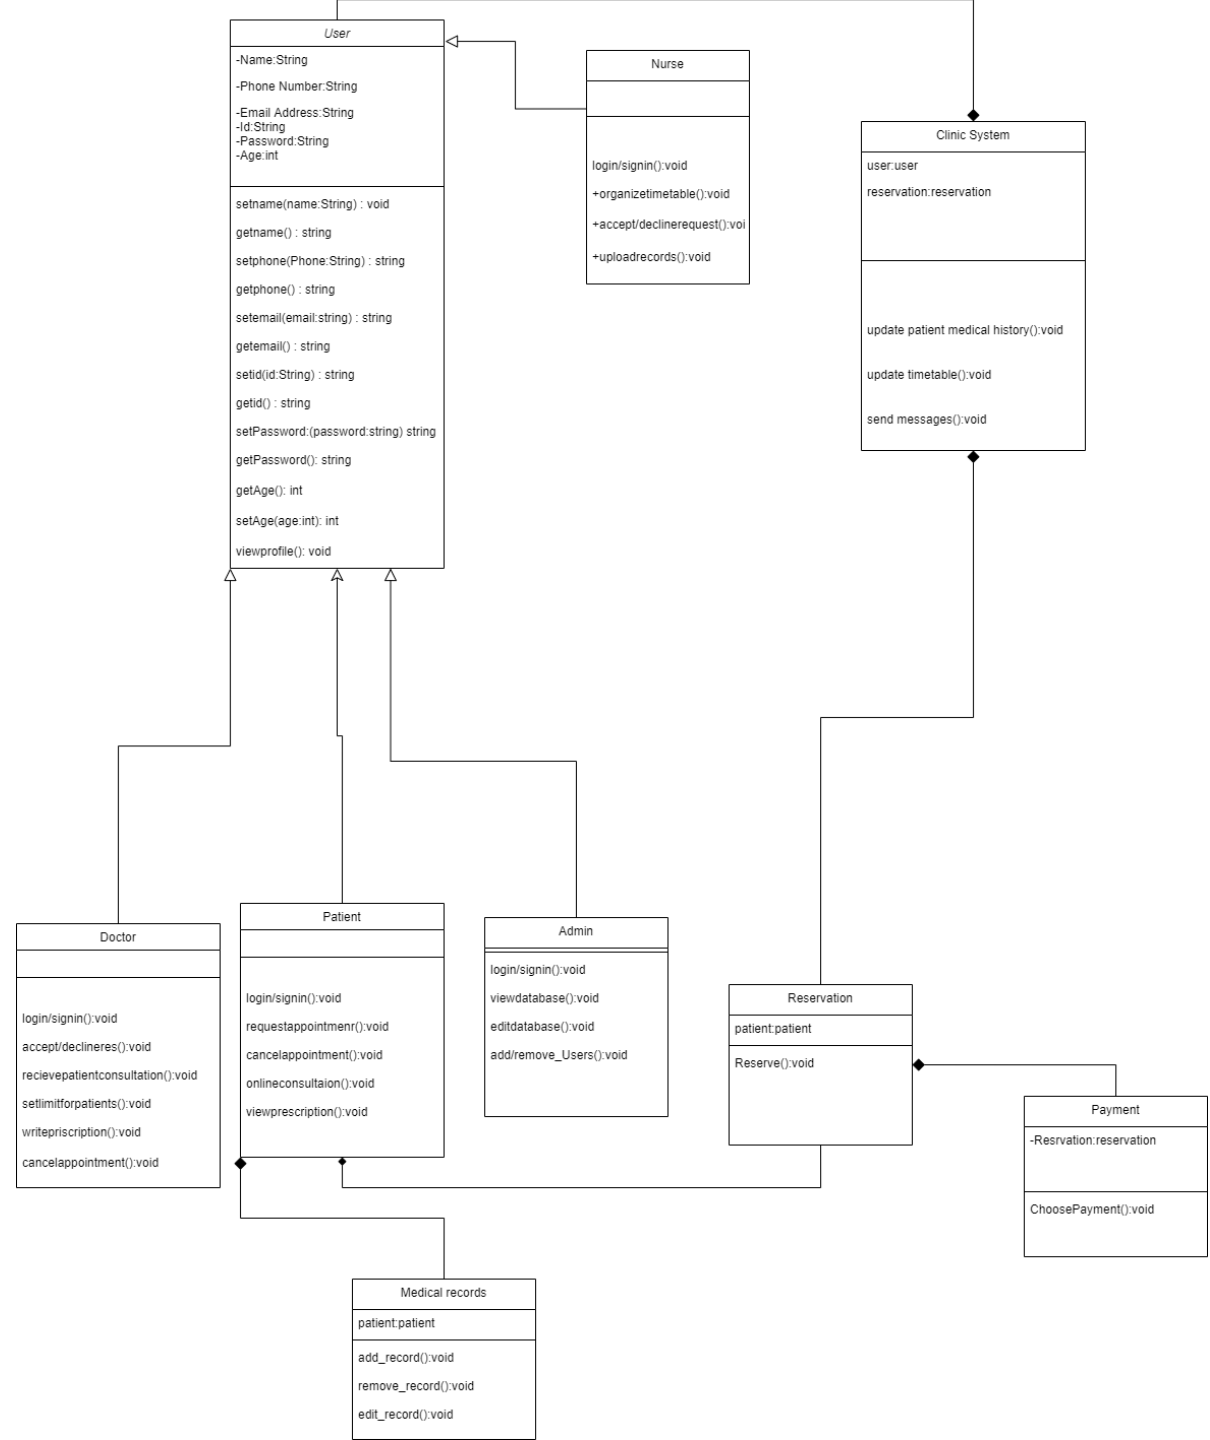 User
-Name:String
-Phone Number:String
-Email Address:String
-Id:String
-Password:String
-Age:int
setname(name:String) : void
getname() : string
setphone(Phone:String) : string
getphone() : string
setemail(email:string) : string
getemail() : string
setid(id:String) : string
getid() : string
setPassword:(password:string) string
getPassword(): string
getAge(): int
setAge(age:int): int
viewprofile(): void
Nurse
login/signin():void
+organizetimetable():void
+accept/declinerequest():voi
+uploadrecords():void
Clinic System
user:user
reservation:reservation
update patient medical history():void
update timetable():void
send messages():void
Doctor
login/signin():void
accept/declineres():void
recievepatientconsultation():void
setlimitforpatients():void
writepriscription():void
cancelappointment():void
Patient
login/signin():void
requestappointmenr():void
cancelappointment():void
onlineconsultaion():void
viewprescription():void
Admin
login/signin():void
viewdatabase():void
editdatabase():void
add/remove_Users():void
Reservation
patient:patient
Reserve():void
Payment
-Resrvation:reservation
ChoosePayment():void
Medical records
patient:patient
add_record():void
remove_record():void
edit_record():void